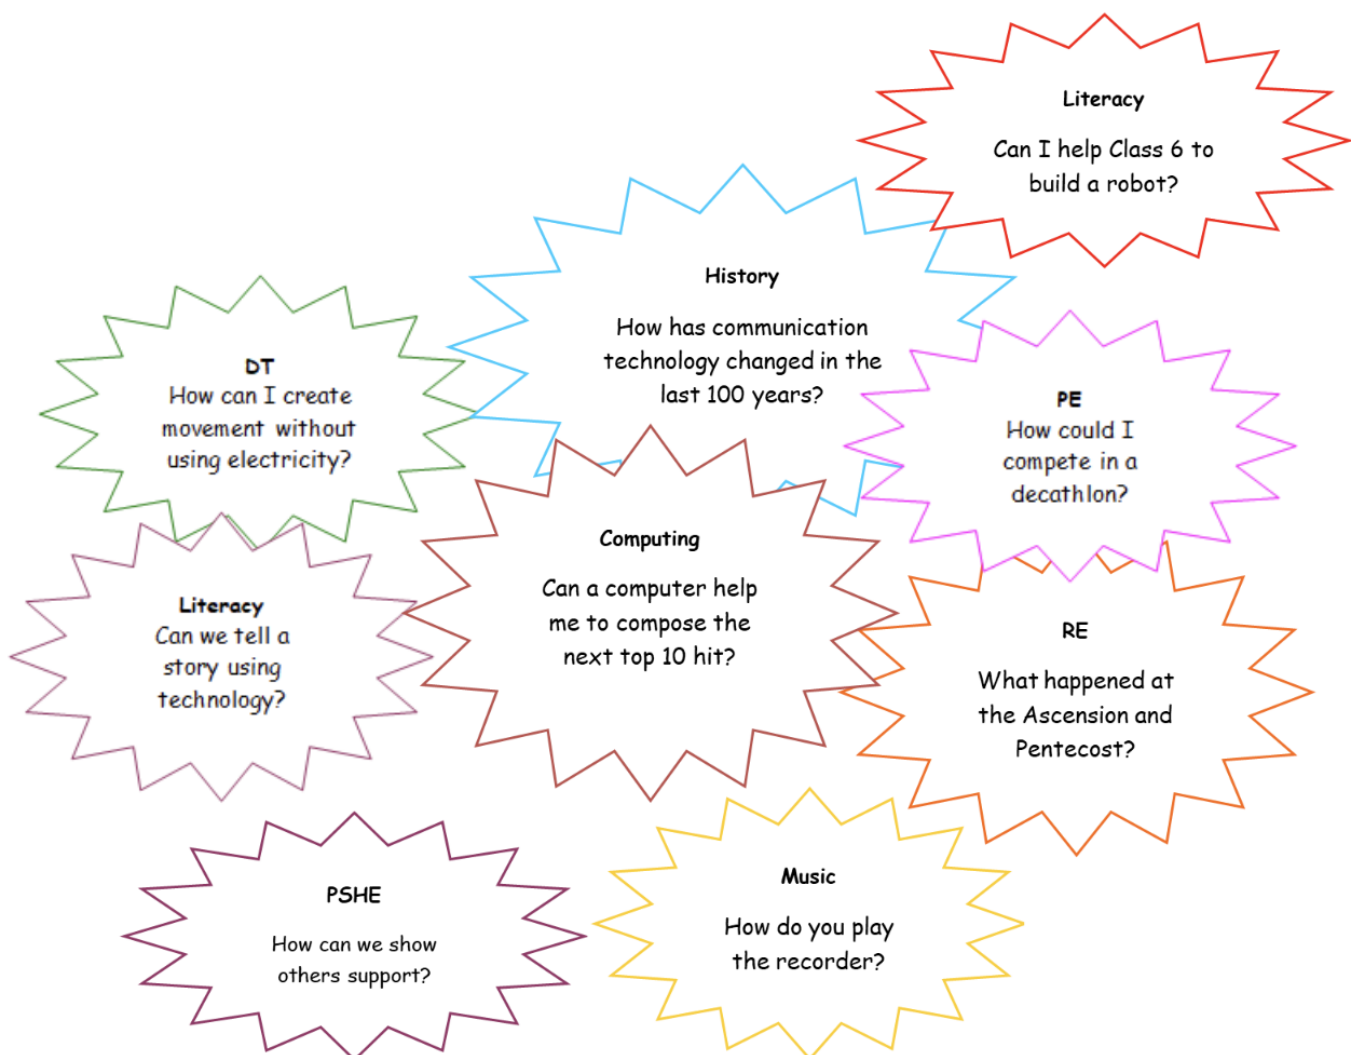 Literacy
Can I help Class 6 to
build a robot?
History
How has communication
technology changed in the
last 100 years?
DT
How can I create
movement without
using electricity?
PE
How could I
compete in a
decathlon?
Computing
Can a computer help
me to compose the
next top 10 hit?
Literacy
Can we tell a
story using
technology?
RE
What happened at
the Ascension and
Pentecost?
PSHE
How can we show
others support?
Music
How do you play
the recorder?